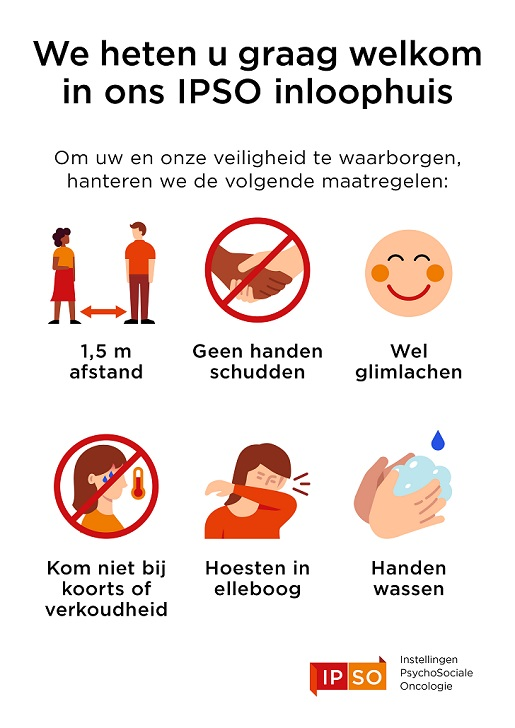 We heten u graag welkom
in ons IPSO inloophuis
Om uw en onze veiligheid te waarborgen,
hanteren we de volgende maatregelen:
1,5 m
afstand
Geen handen
schudden
Wel
glimlachen
Kom niet bij
koorts of
verkoudheid
Hoesten in
elleboog
Handen
wassen
IPSO
Instellingen
PsychoSociale
Oncologie